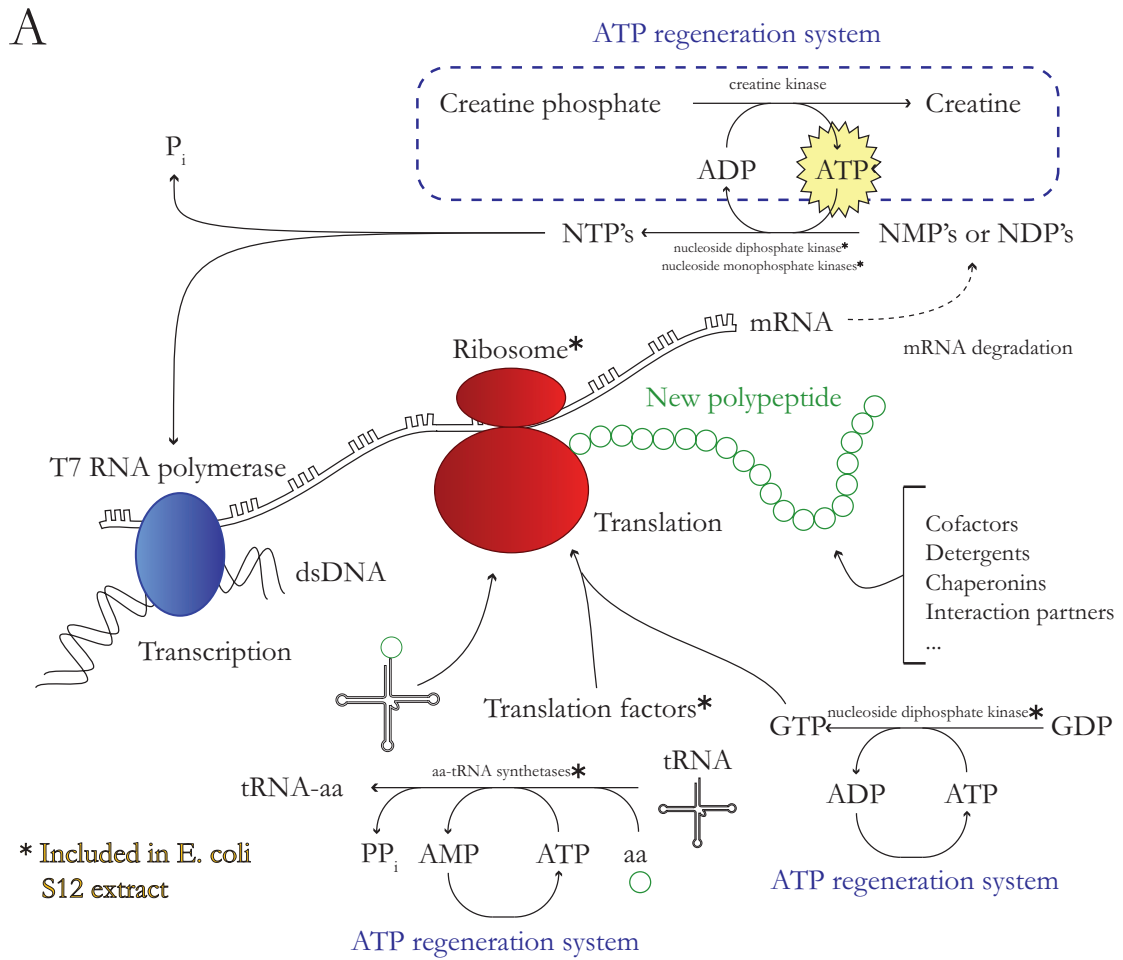 A
ATP regeneration system
creatine kinase
Creatine phosphate
Creatine
Pi
ADP
ATP
NTP's
NMP's or NDP's
nucleoside diphosphate kinase*
nucleoside monophosphate kinases*
mRNA
Ribosome*
mRNA degradation
New polypeptide
T7 RNA polymerase
Translation
Cofactors
Detergents
Chaperonins
Interaction partners
...
dsDNA
Transcription
Translation factors*
GTP
nucleoside diphosphate kinase*
GDP
tRNA
aa-tRNA synthetases*
tRNA-aa
ADP
ATP
PPi
AMP
ATP
aa
* Included in E. coli
S12 extract
ATP regeneration system
ATP regeneration system